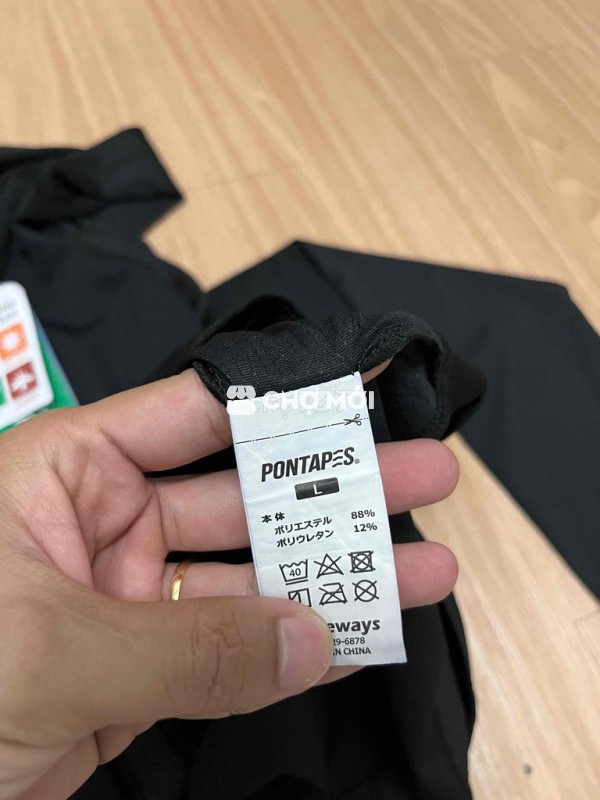 CHỢ MỚI
PONTAPES®
L
本体
ポリエステル 88%
ポリウレタン 12%
40
eways
29-6878
IN CHINA